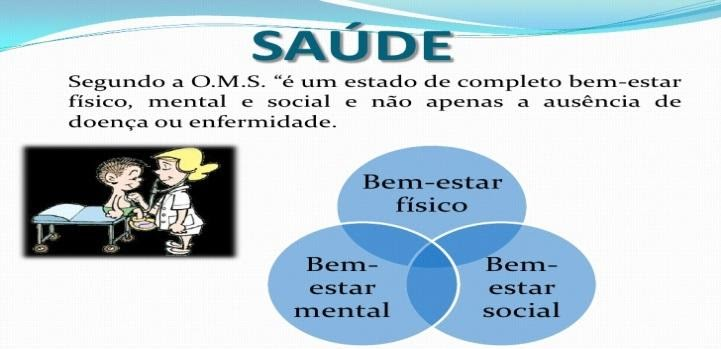 SAÚDE
Segundo a O.M.S. “é um estado de completo bem-estar
físico, mental e social e não apenas a ausência de
doença ou enfermidade.
Bem-estar
físico
Bem-
estar
mental
Bem-
estar
social